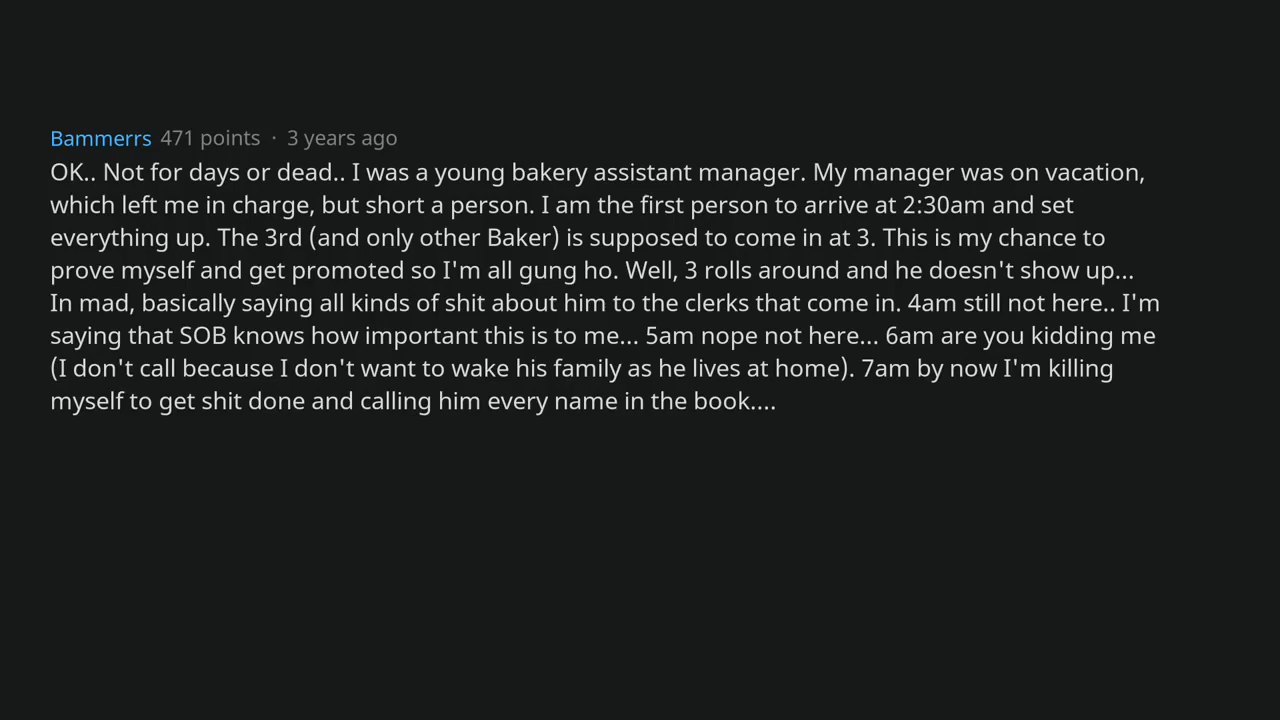 Bammerrs 471 points · 3 years ago
OK.. Not for days or dead.. I was a young bakery assistant manager. My manager was on vacation,
which left me in charge, but short a person. I am the first person to arrive at 2:30am and set
everything up. The 3rd (and only other Baker) is supposed to come in at 3. This is my chance to
prove myself and get promoted so I'm all gung ho. Well, 3 rolls around and he doesn't show up...
In mad, basically saying all kinds of shit about him to the clerks that come in. 4am still not here.. I'm
saying that SOB knows how important this is to me... 5am nope not here... 6am are you kidding me
(I don't call because I don't want to wake his family as he lives at home). 7am by now I'm killing
myself to get shit done and calling him every name in the book....